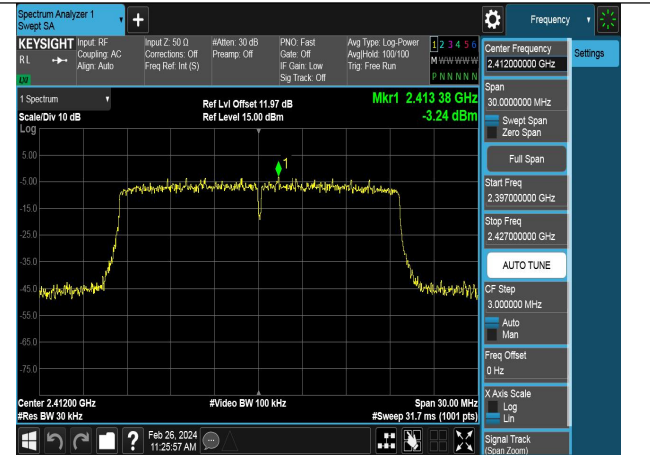 Spectrum Analyzer 1
Swept SA
+
Frequency
KEYSIGHT
RL
Input: RF
Coupling: AC
Align: Auto
Input Z: 50 Ω
Corrections: Off
Freq Ref: Int (S)
#Atten: 30 dB
Preamp: Off
PNO: Fast
Gate: Off
IF Gain: Low
Sig Track: Off
Avg Type: Log-Power
Avg|Hold: 100/100
Trig: Free Run
1 2 3 4 5 6
M W W W W W
P N N N N N
1 Spectrum
Scale/Div 10 dB
Log
Ref Lvl Offset 11.97 dB
Ref Level 15.00 dBm
Mkr1 2.413 38 GHz
-3.24 dBm
1
5.00
-5.00
-15.0
-25.0
-35.0
-45.0
-55.0
-65.0
-75.0
Center 2.41200 GHz
#Res BW 30 kHz
#Video BW 100 kHz
Span 30.00 MHz
#Sweep 31.7 ms (1001 pts)
Center Frequency
2.412000000 GHz
Settings
Span
30.0000000 MHz
Swept Span
Zero Span
Full Span
Start Freq
2.397000000 GHz
Stop Freq
2.427000000 GHz
AUTO TUNE
CF Step
3.000000 MHz
Auto
Man
Freq Offset
0 Hz
X Axis Scale
Log
Lin
Signal Track
(Span Zoom)
?
Feb 26, 2024
11:25:57 AM